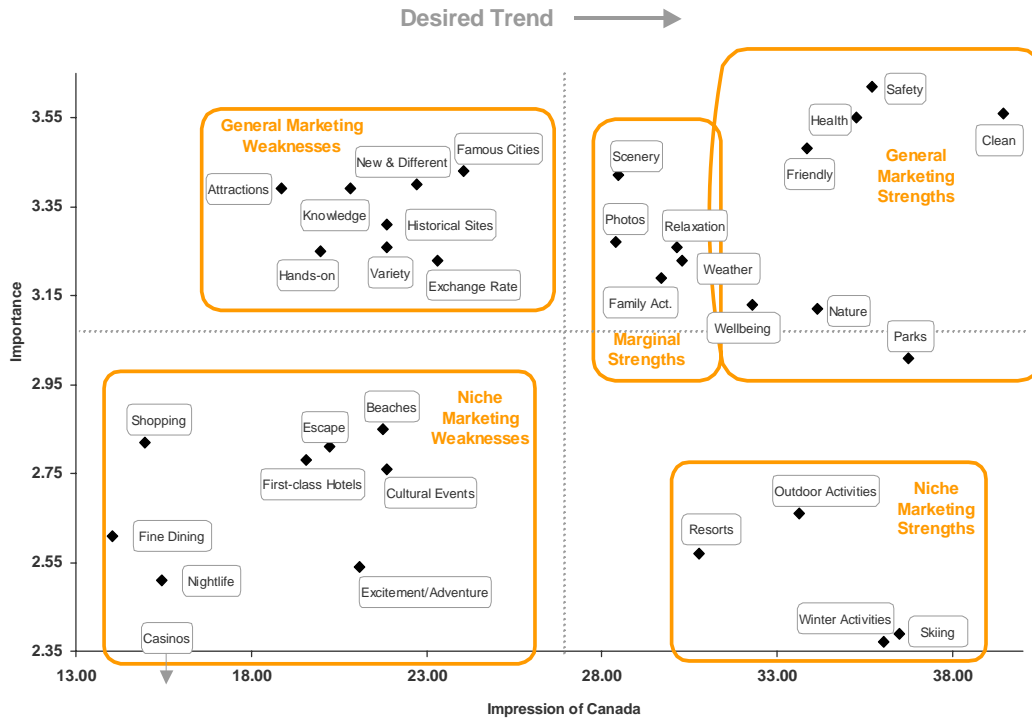 Desired Trend
Importance
3.55
3.35
3.15
2.95
2.75
2.55
2.35
General Marketing
Weaknesses
Famous Cities
New & Different
Attractions
Knowledge
Historical Sites
Hands-on
Variety
Exchange Rate
Scenery
Photos
Relaxation
Weather
Family Act.
Marginal
Strengths
Safety
Health
Clean
Friendly
General
Marketing
Strengths
Wellbeing
Nature
Parks
Niche
Marketing
Weaknesses
Shopping
Escape
Beaches
First-class Hotels
Cultural Events
Fine Dining
Nightlife
Excitement/Adventure
Casinos
Niche
Marketing
Strengths
Outdoor Activities
Resorts
Winter Activities
Skiing
13.00
18.00
23.00
28.00
33.00
38.00
Impression of Canada